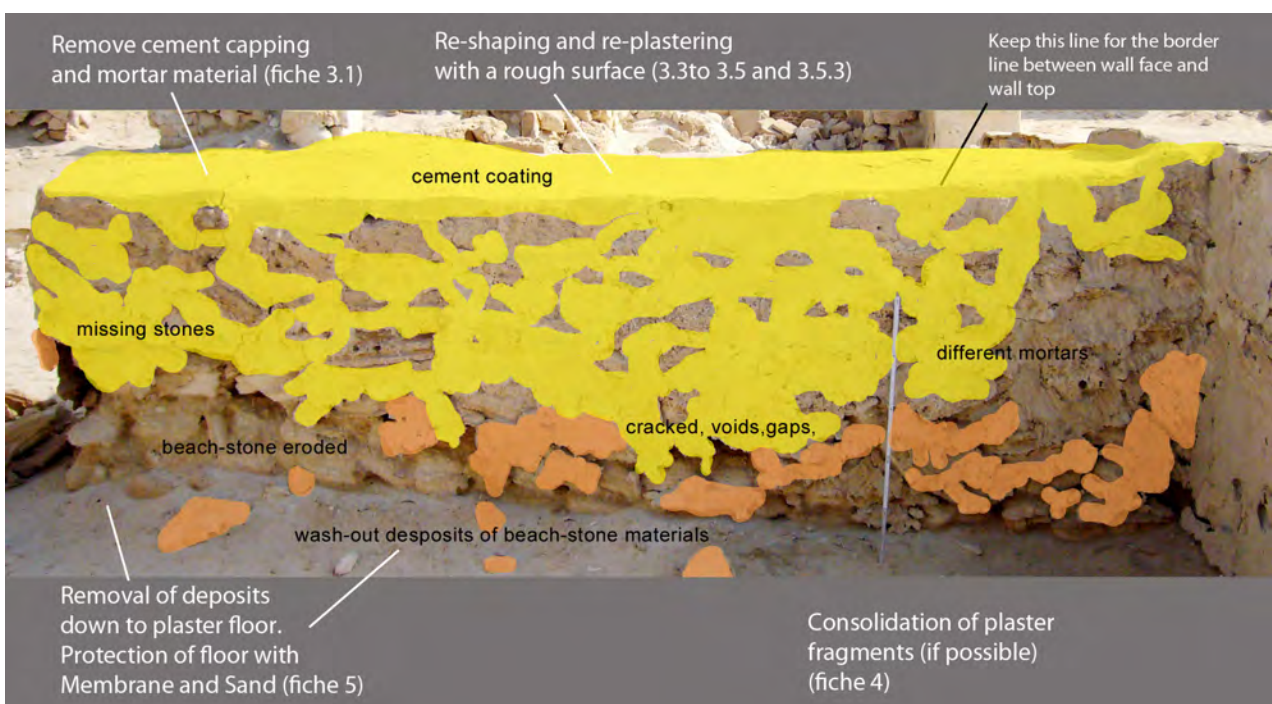 Remove cement capping
and mortar material (fiche 3.1)
Re-shaping and re-plastering
with a rough surface (3.3to 3.5 and 3.5.3)
Keep this line for the border
line between wall face and
wall top
cement coating
missing stones
different mortars
cracked, voids,gaps,
beach-stone eroded
wash-out desposits of beach-stone materials
Removal of deposits
down to plaster floor.
Protection of floor with
Membrane and Sand (fiche 5)
Consolidation of plaster
fragments (if possible)
(fiche 4)